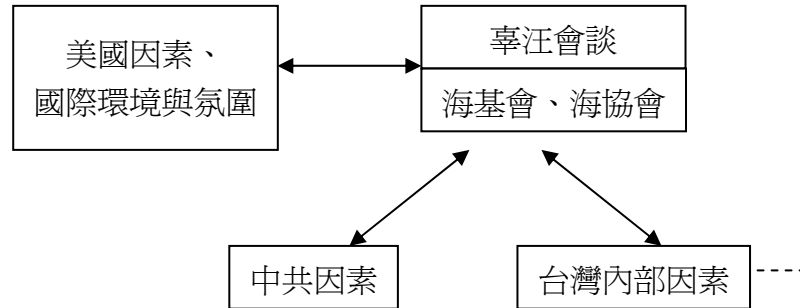 美國因素、
國際環境與氛圍
辜汪會談
海基會、海協會
中共因素
台灣內部因素